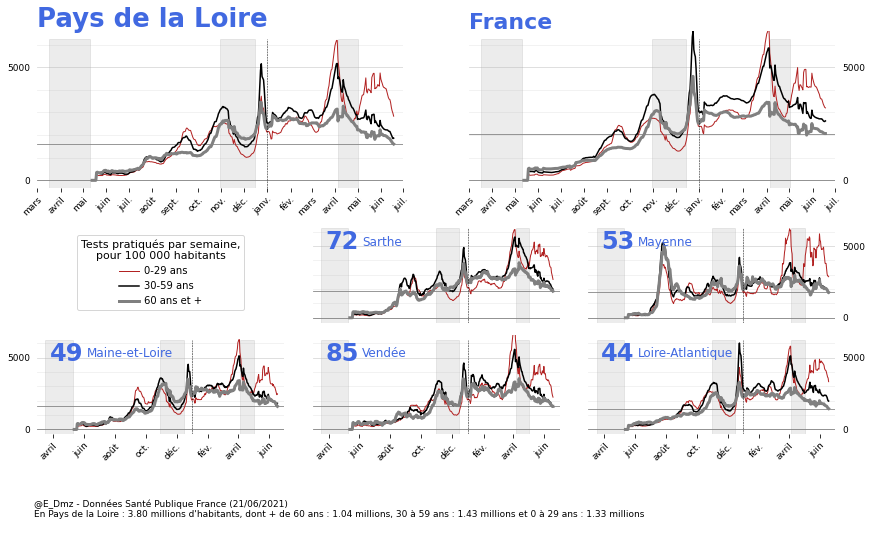 Pays de la Loire
France
5000
0
5000
0
mars avril mai juin juil. août sept. oct. nov. déc. janv. fév. mars avril mai juin juil.
mars avril mai juin juil. août sept. oct. nov. déc. janv. fév. mars avril mai juin juil.
Tests pratiqués par semaine,
pour 100 000 habitants
0-29 ans
30-59 ans
60 ans et +
72 Sarthe
53 Mayenne
5000
0
49 Maine-et-Loire
85 Vendée
44 Loire-Atlantique
5000
0
5000
0
avril juin août oct. déc. fév. avril juin
avril juin août oct. déc. fév. avril juin
avril juin août oct. déc. fév. avril juin
@E_Dmz - Données Santé Publique France (21/06/2021)
En Pays de la Loire : 3.80 millions d'habitants, dont + de 60 ans : 1.04 millions, 30 à 59 ans : 1.43 millions et 0 à 29 ans : 1.33 millions